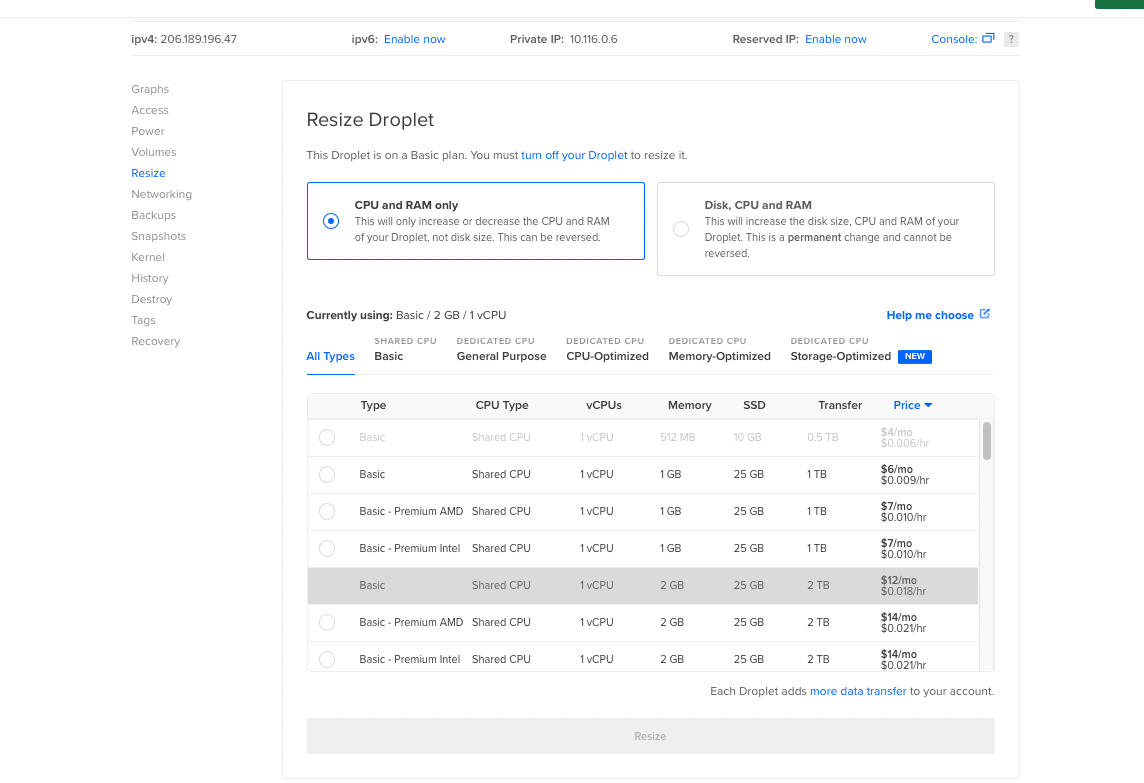 ipv4: 206.189.196.47 ipv6: Enable now Private IP: 10.116.0.6 Reserved IP: Enable now Console: ?
Graphs
Access
Power
Volumes
Resize
Networking
Backups
Snapshots
Kernel
History
Destroy
Tags
Recovery
Resize Droplet
This Droplet is on a Basic plan. You must turn off your Droplet to resize it.
CPU and RAM only
This will only increase or decrease the CPU and RAM
of your Droplet, not disk size. This can be reversed.
Disk, CPU and RAM
This will increase the disk size, CPU and RAM of your
Droplet. This is a permanent change and cannot be
reversed.
Currently using: Basic / 2 GB / 1 vCPU
Help me choose
All Types
SHARED CPU
Basic
DEDICATED CPU
General Purpose
DEDICATED CPU
CPU-Optimized
DEDICATED CPU
Memory-Optimized
DEDICATED CPU
Storage-Optimized NEW
Type CPU Type vCPUs Memory SSD Transfer Price
Basic Shared CPU 1 vCPU 512 MB 10 GB 0.5 TB $4/mo
$0.006/hr
Basic Shared CPU 1 vCPU 1 GB 25 GB 1 TB $6/mo
$0.009/hr
Basic - Premium AMD Shared CPU 1 vCPU 1 GB 25 GB 1 TB $7/mo
$0.010/hr
Basic - Premium Intel Shared CPU 1 vCPU 1 GB 25 GB 1 TB $7/mo
$0.010/hr
Basic Shared CPU 1 vCPU 2 GB 25 GB 2 TB $12/mo
$0.018/hr
Basic - Premium AMD Shared CPU 1 vCPU 2 GB 25 GB 2 TB $14/mo
$0.021/hr
Basic - Premium Intel Shared CPU 1 vCPU 2 GB 25 GB 2 TB $14/mo
$0.021/hr
Each Droplet adds more data transfer to your account.
Resize